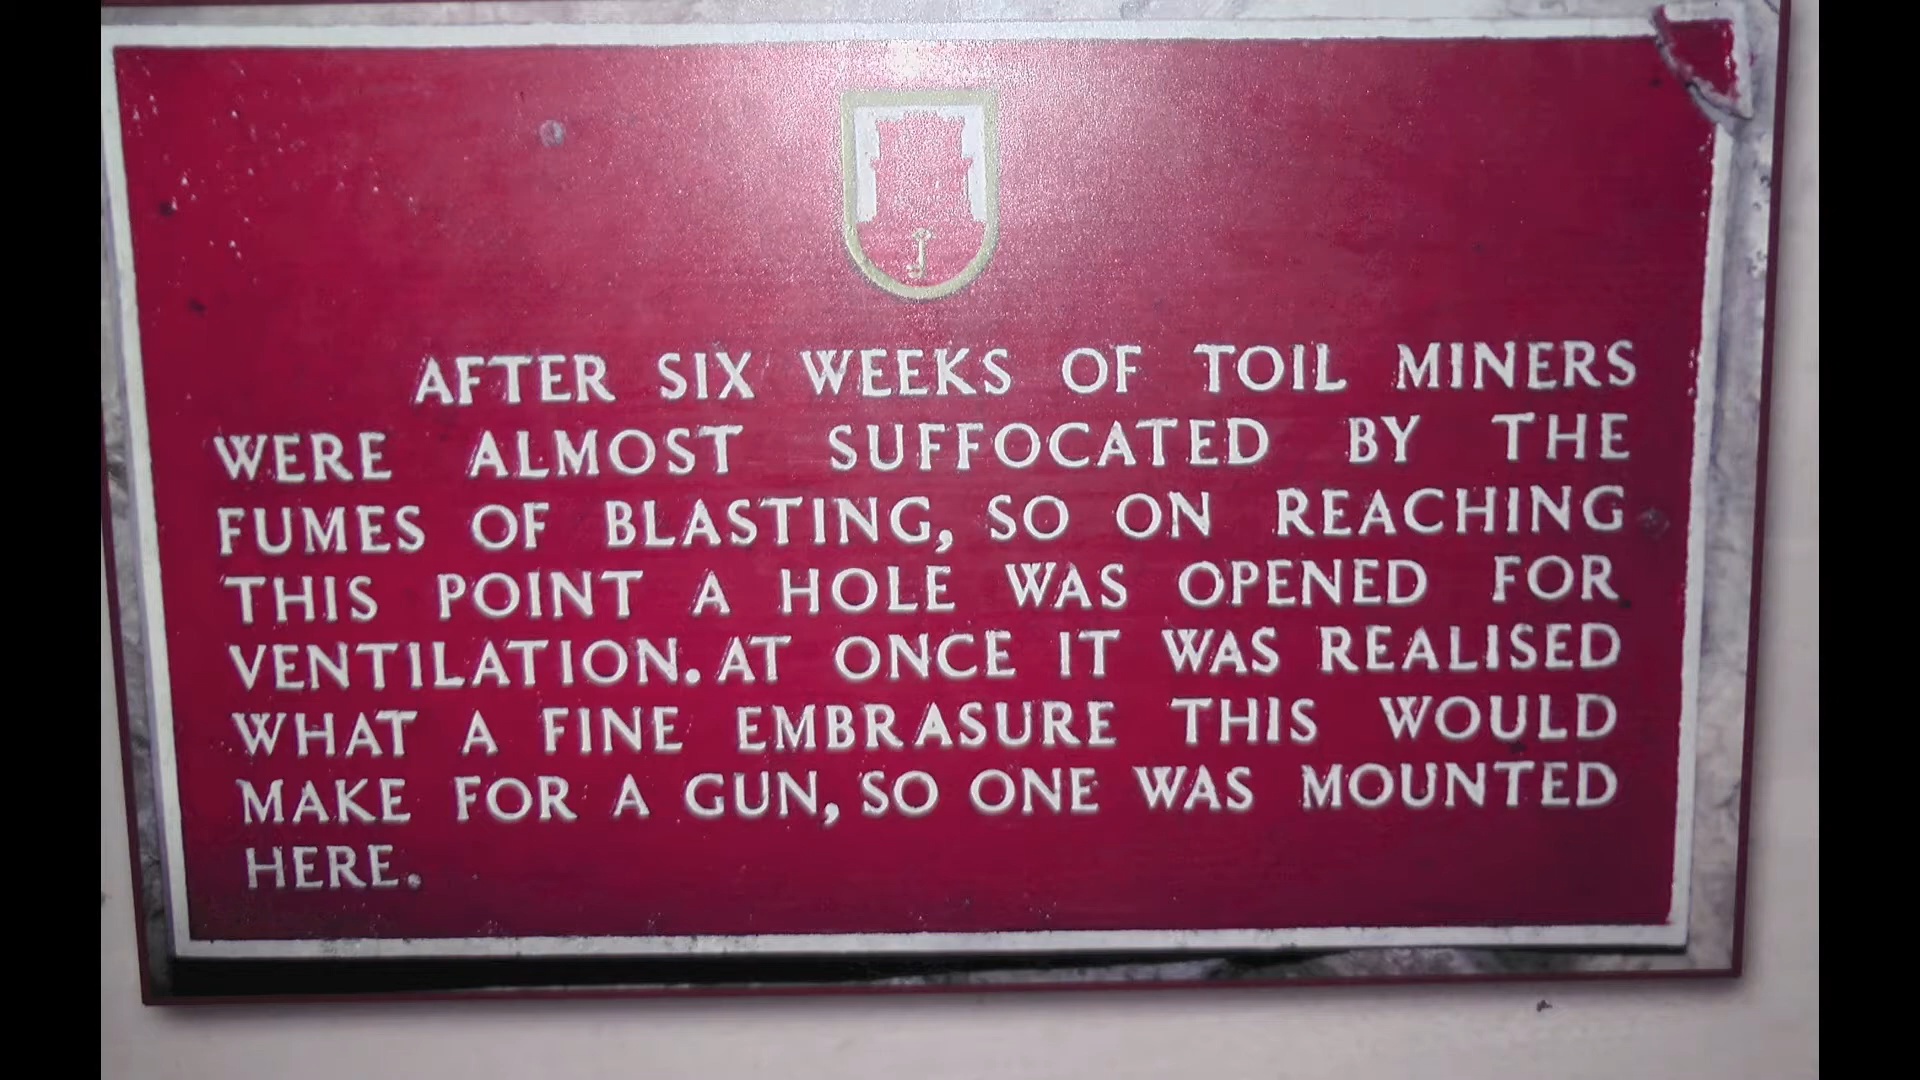 AFTER SIX WEEKS OF TOIL MINERS
WERE ALMOST SUFFOCATED BY THE
FUMES OF BLASTING, SO ON REACHING
THIS POINT A HOLE WAS OPENED FOR
VENTILATION. AT ONCE IT WAS REALISED
WHAT A FINE EMBRASURE THIS WOULD
MAKE FOR A GUN, SO ONE WAS MOUNTED
HERE.